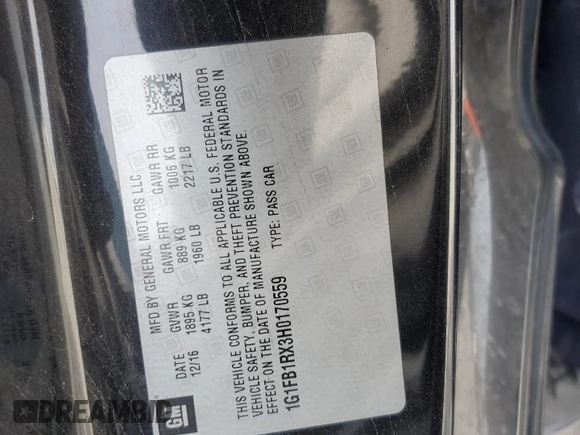 MFD BY GENERAL MOTORS LLC
DATE GVWR GAWR FRT GAWR RR
12/16 1895 KG 889 KG 1006 KG
4177 LB 1960 LB 2217 LB
THIS VEHICLE CONFORMS TO ALL APPLICABLE U.S. FEDERAL MOTOR
VEHICLE SAFETY, BUMPER, AND THEFT PREVENTION STANDARDS IN
EFFECT ON THE DATE OF MANUFACTURE SHOWN ABOVE.
1G1FB1RX3H0170559 TYPE: PASS CAR
GM
DREAMBID.COM